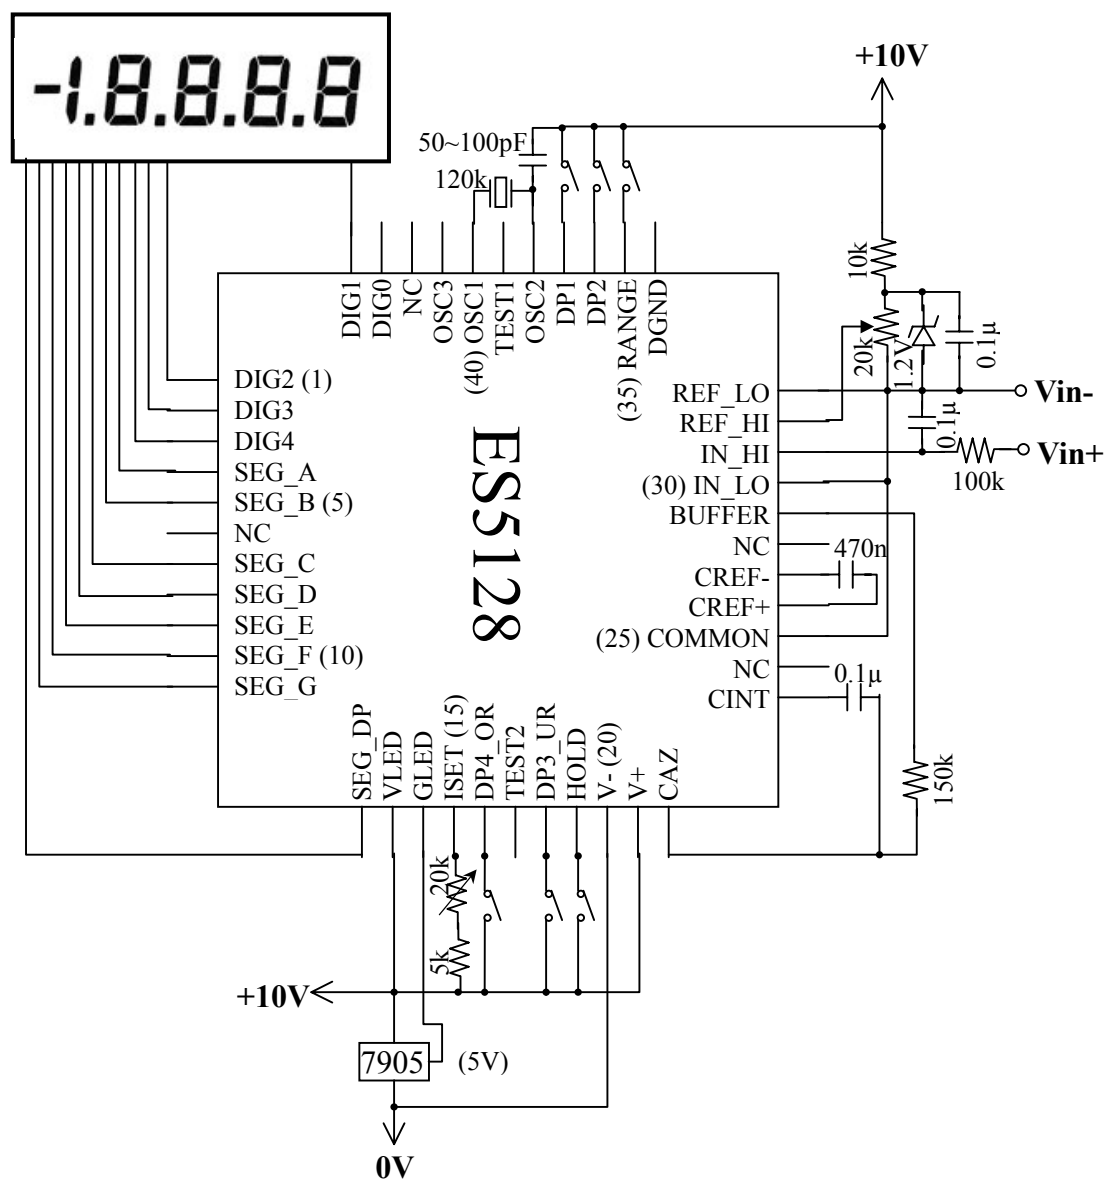 -1.8.8.8.8
+10V
50~100pF
120k
10k
20k
1.2 V
0.1µ
DIG1
DIG0
NC
OSC3
(40) OSC1
TEST1
OSC2
DP1
DP2
(35) RANGE
DGND
DIG2 (1)
DIG3
DIG4
SEG_A
SEG_B (5)
NC
SEG_C
SEG_D
SEG_E
SEG_F (10)
SEG_G
ES5128
REF_LO
REF_HI
IN_HI
(30) IN_LO
BUFFER
NC
CREF-
CREF+
(25) COMMON
NC
CINT
Vin-
0.1µ
Vin+
100k
470n
0.1µ
150k
SEG_DP
VLED
GLED
ISET (15)
DP4_OR
TEST2
DP3_UR
HOLD
V- (20)
V+
CAZ
20k
5k
+10V
7905
(5V)
0V